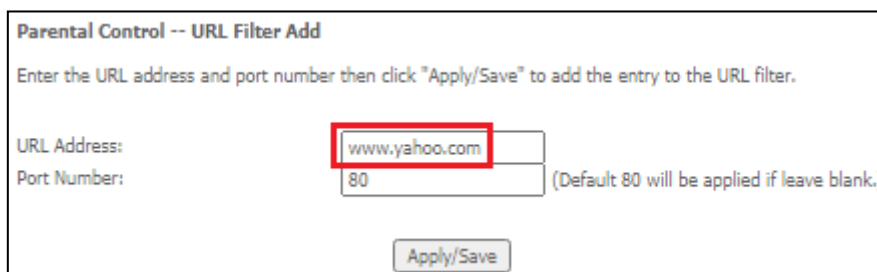 Parental Control -- URL Filter Add
Enter the URL address and port number then click "Apply/Save" to add the entry to the URL filter.
URL Address: www.yahoo.com
Port Number: 80 (Default 80 will be applied if leave blank.
Apply/Save